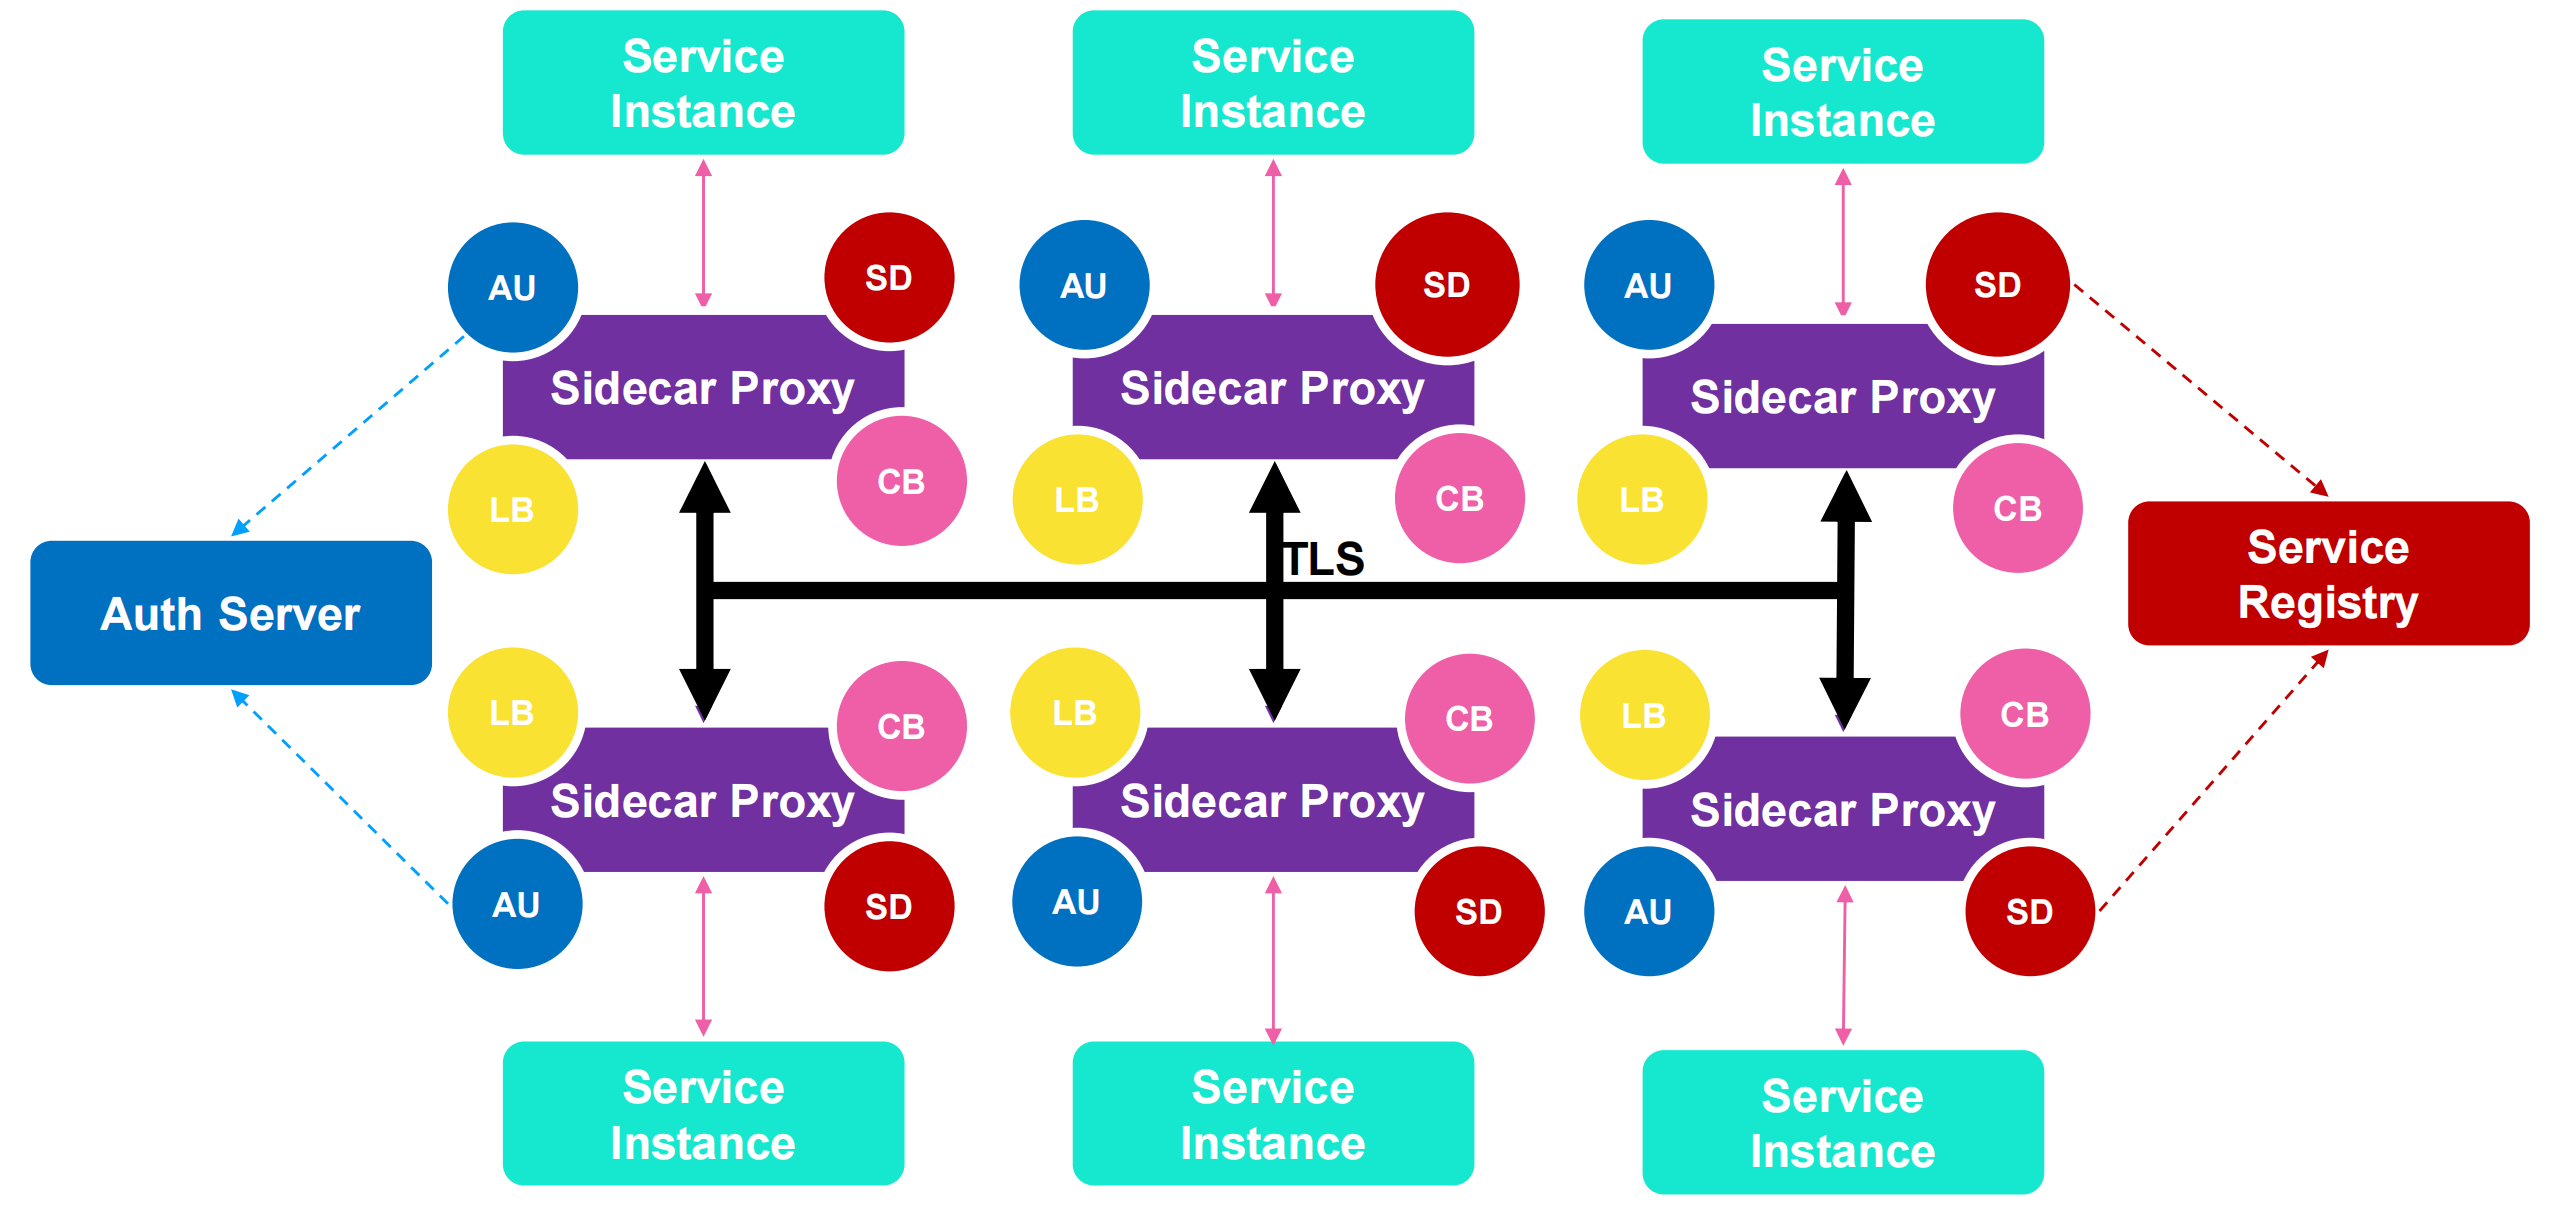 Service
Instance
Service
Instance
Service
Instance
AU
SD
AU
SD
AU
SD
Sidecar Proxy
Sidecar Proxy
Sidecar Proxy
LB
CB
LB
CB
LB
CB
TLS
Auth Server
Service
Registry
LB
CB
LB
CB
LB
CB
Sidecar Proxy
Sidecar Proxy
Sidecar Proxy
AU
SD
AU
SD
AU
SD
Service
Instance
Service
Instance
Service
Instance